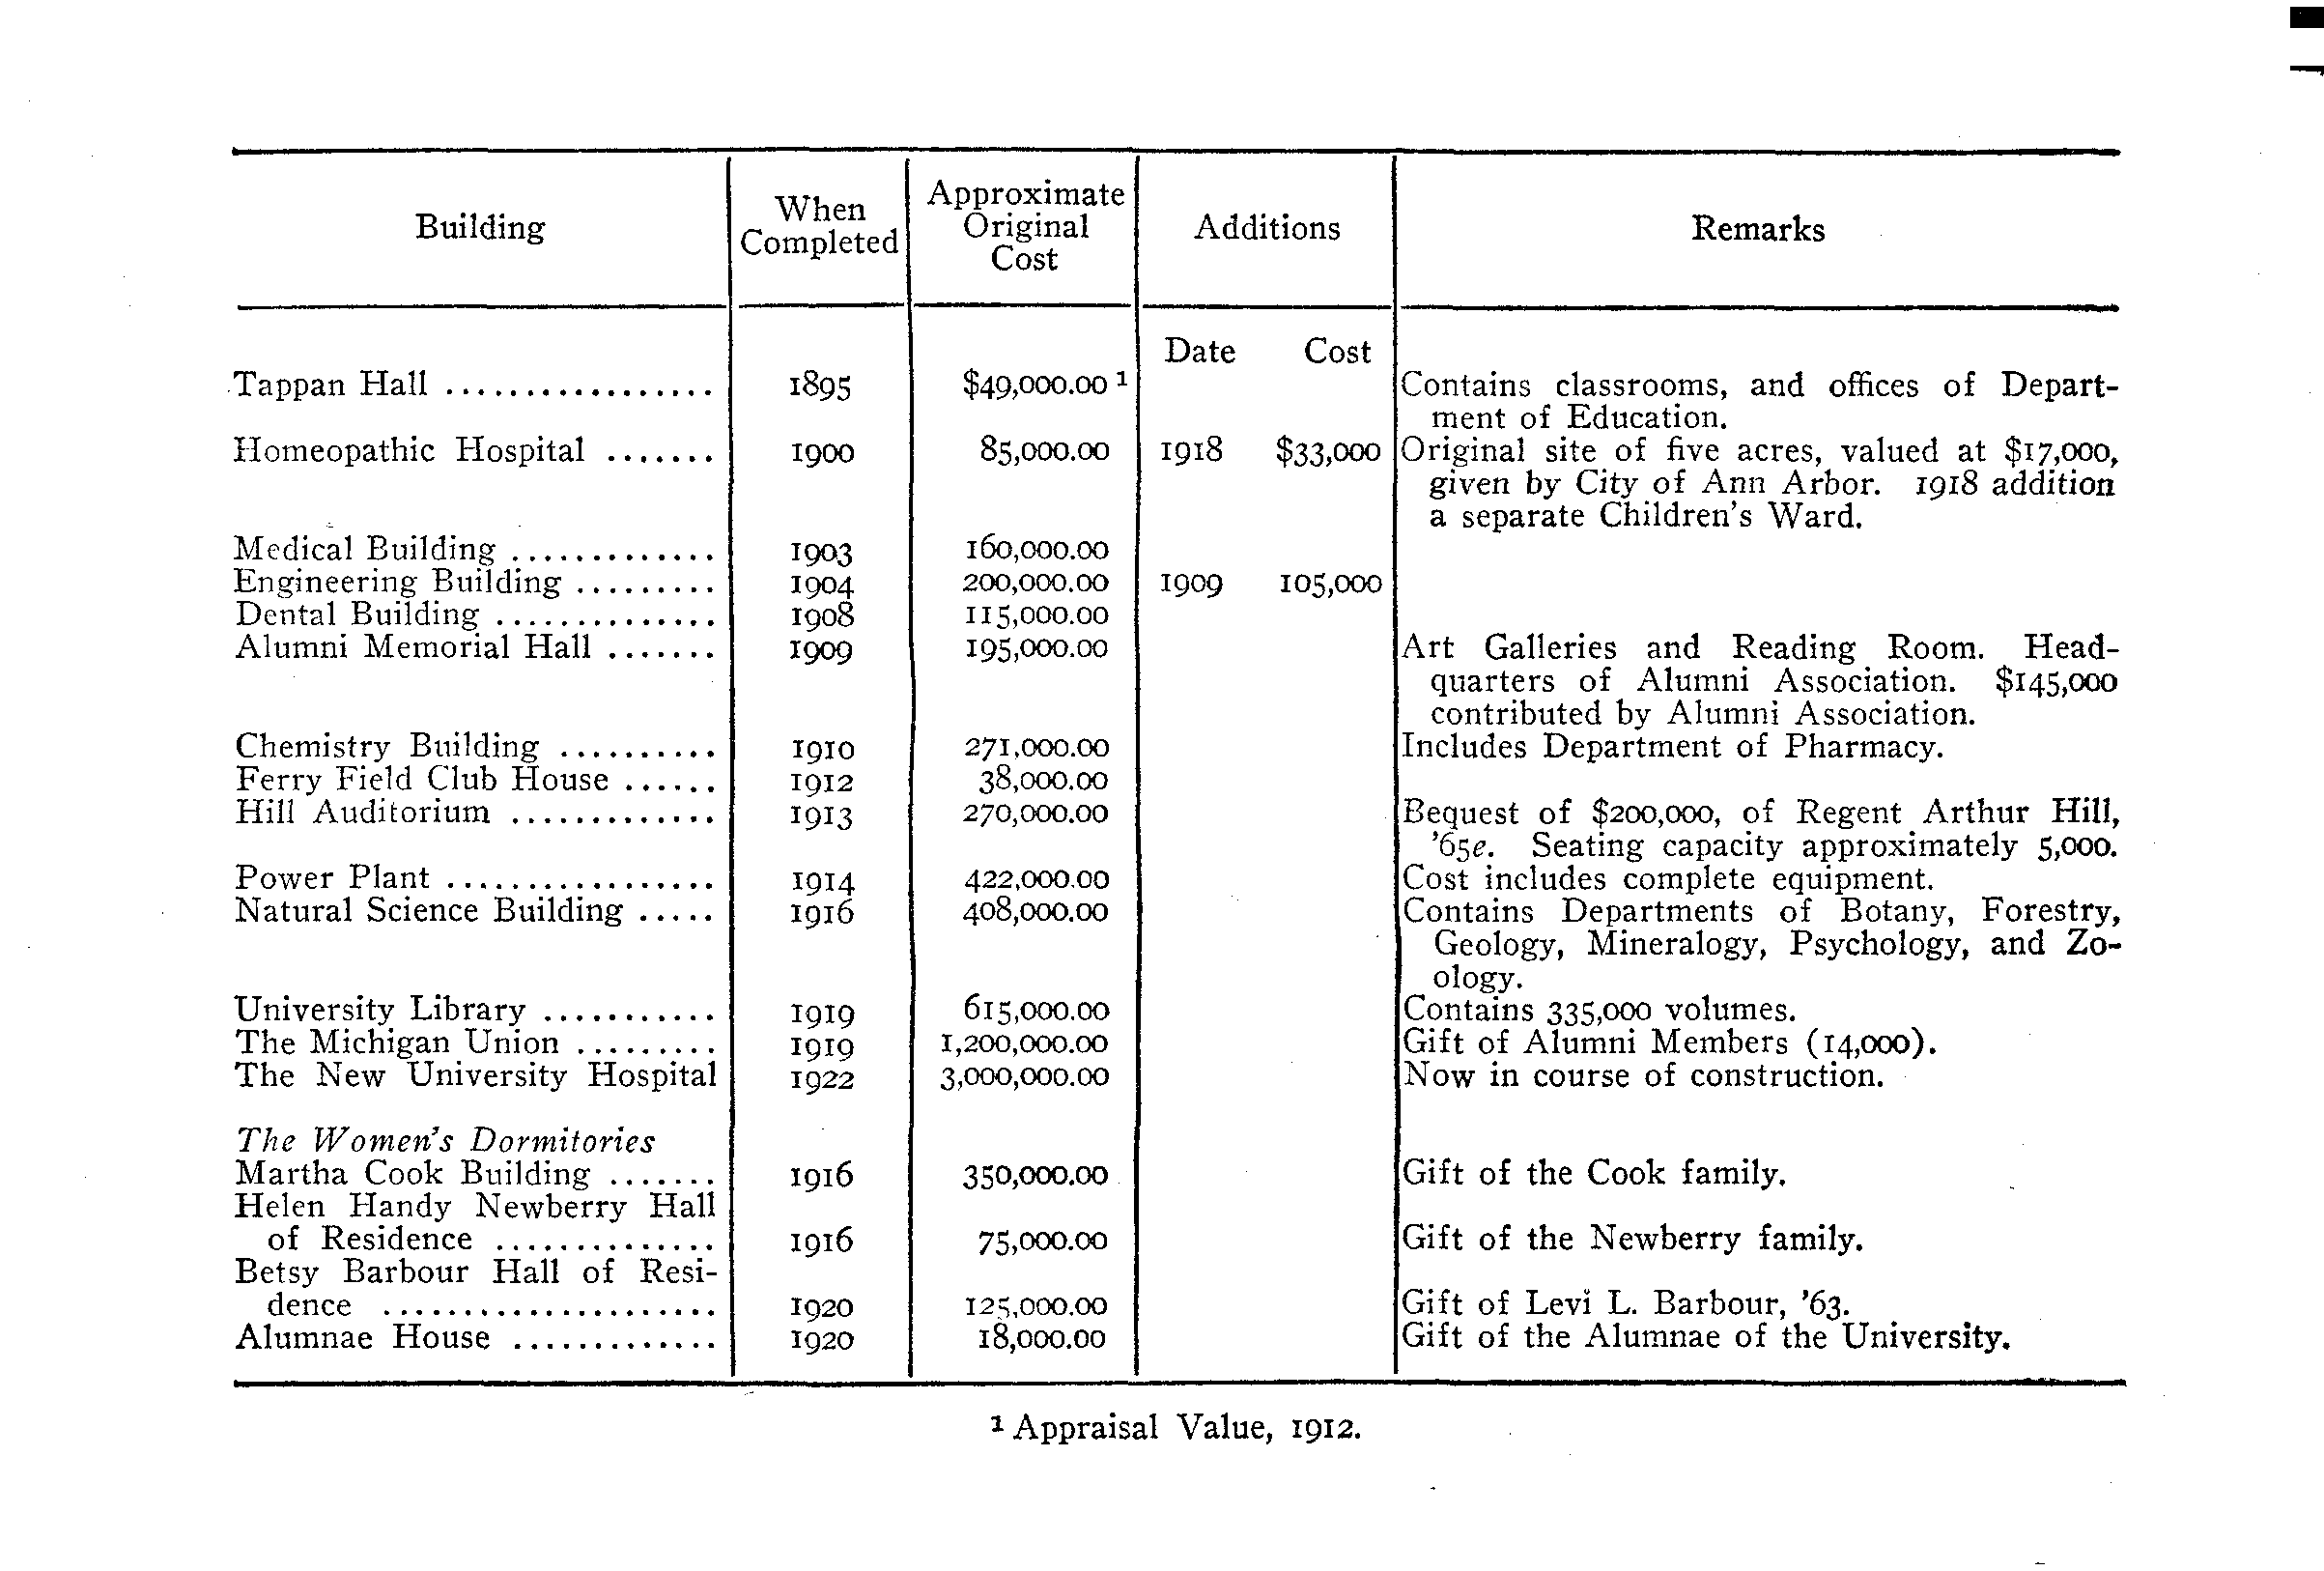 Building When Completed Approximate Original Cost Additions Remarks
Date Cost
Tappan Hall ................. 1895 $49,000.00 ¹ Contains classrooms, and offices of Depart-
ment of Education.
Homeopathic Hospital ....... 1900 85,000.00 1918 $33,000 Original site of five acres, valued at $17,000,
given by City of Ann Arbor. 1918 addition
a separate Children's Ward.
Medical Building ............. 1903 160,000.00
Engineering Building ......... 1904 200,000.00 1909 105,000
Dental Building .............. 1908 115,000.00
Alumni Memorial Hall ....... 1909 195,000.00 Art Galleries and Reading Room. Head-
quarters of Alumni Association. $145,000
contributed by Alumni Association.
Chemistry Building .......... 1910 271,000.00 Includes Department of Pharmacy.
Ferry Field Club House ...... 1912 38,000.00
Hill Auditorium ............. 1913 270,000.00 Bequest of $200,000, of Regent Arthur Hill,
'65e. Seating capacity approximately 5,000.
Power Plant ................. 1914 422,000.00 Cost includes complete equipment.
Natural Science Building ..... 1916 408,000.00 Contains Departments of Botany, Forestry,
Geology, Mineralogy, Psychology, and Zo-
ology.
University Library ........... 1919 615,000.00 Contains 335,000 volumes.
The Michigan Union ......... 1919 1,200,000.00 Gift of Alumni Members (14,000).
The New University Hospital 1922 3,000,000.00 Now in course of construction.
The Women's Dormitories
Martha Cook Building ....... 1916 350,000.00 Gift of the Cook family.
Helen Handy Newberry Hall
of Residence .............. 1916 75,000.00 Gift of the Newberry family.
Betsy Barbour Hall of Resi-
dence ..................... 1920 125,000.00 Gift of Levi L. Barbour, '63.
Alumnae House ............. 1920 18,000.00 Gift of the Alumnae of the University.
¹ Appraisal Value, 1912.